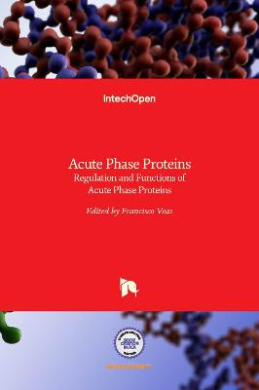 IntechOpen
Acute Phase Proteins
Regulation and Functions of
Acute Phase Proteins
Edited by Francisco Veas